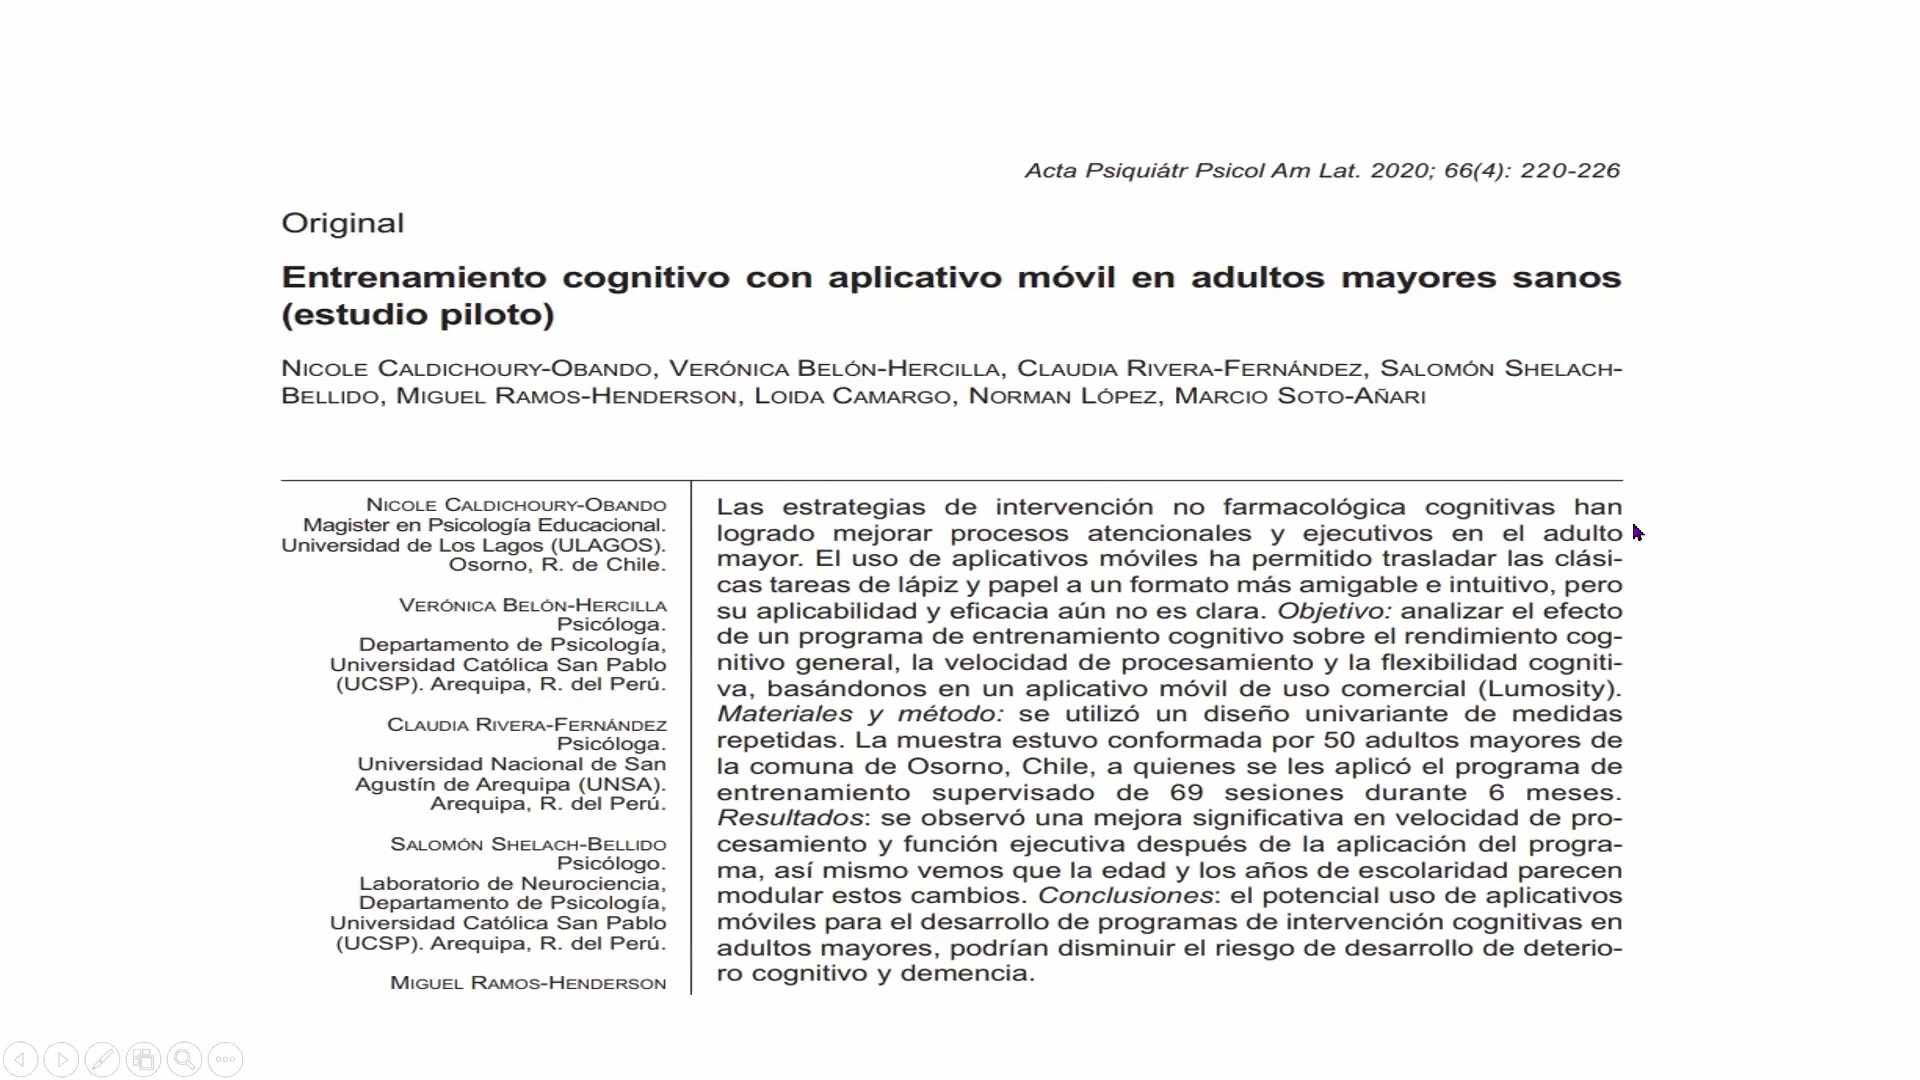 Acta Psiquiátr Psicol Am Lat. 2020; 66(4): 220-226
Original
Entrenamiento cognitivo con aplicativo móvil en adultos mayores sanos
(estudio piloto)
NICOLE CALDICHOURY-OBANDO, VERÓNICA BELÓN-HERCILLA, CLAUDIA RIVERA-FERNÁNDEZ, SALOMÓN SHELACH-
BELLIDO, MIGUEL RAMOS-HENDERSON, LOIDA CAMARGO, NORMAN LÓPEZ, MARCIO SOTO-AÑARI
NICOLE CALDICHOURY-OBANDO
Magister en Psicología Educacional.
Universidad de Los Lagos (ULAGOS).
Osorno, R. de Chile.
VERÓNICA BELÓN-HERCILLA
Psicóloga.
Departamento de Psicología,
Universidad Católica San Pablo
(UCSP). Arequipa, R. del Perú.
CLAUDIA RIVERA-FERNÁNDEZ
Psicóloga.
Universidad Nacional de San
Agustín de Arequipa (UNSA).
Arequipa, R. del Perú.
SALOMÓN SHELACH-BELLIDO
Psicólogo.
Laboratorio de Neurociencia,
Departamento de Psicología,
Universidad Católica San Pablo
(UCSP). Arequipa, R. del Perú.
MIGUEL RAMOS-HENDERSON
Las estrategias de intervención no farmacológica cognitivas han
logrado mejorar procesos atencionales y ejecutivos en el adulto
mayor. El uso de aplicativos móviles ha permitido trasladar las clási-
cas tareas de lápiz y papel a un formato más amigable e intuitivo, pero
su aplicabilidad y eficacia aún no es clara. Objetivo: analizar el efecto
de un programa de entrenamiento cognitivo sobre el rendimiento cog-
nitivo general, la velocidad de procesamiento y la flexibilidad cogniti-
va, basándonos en un aplicativo móvil de uso comercial (Lumosity).
Materiales y método: se utilizó un diseño univariante de medidas
repetidas. La muestra estuvo conformada por 50 adultos mayores de
la comuna de Osorno, Chile, a quienes se les aplicó el programa de
entrenamiento supervisado de 69 sesiones durante 6 meses.
Resultados: se observó una mejora significativa en velocidad de pro-
cesamiento y función ejecutiva después de la aplicación del progra-
ma, así mismo vemos que la edad y los años de escolaridad parecen
modular estos cambios. Conclusiones: el potencial uso de aplicativos
móviles para el desarrollo de programas de intervención cognitivas en
adultos mayores, podrían disminuir el riesgo de desarrollo de deterio-
ro cognitivo y demencia.